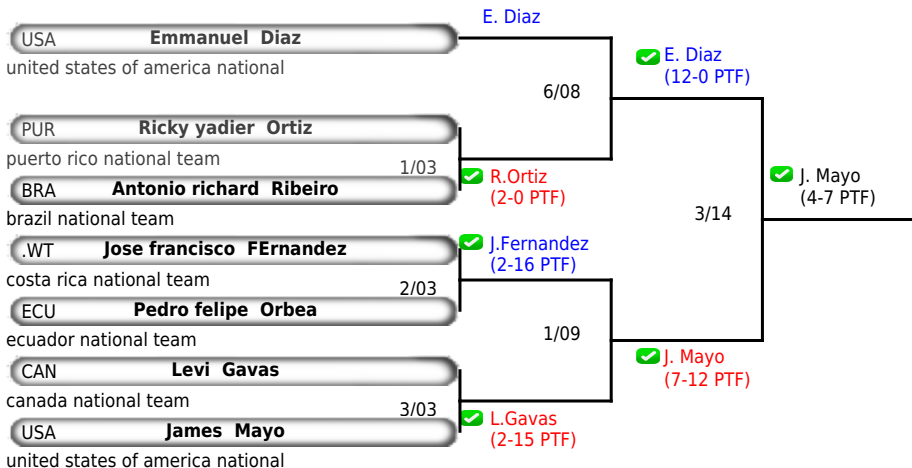 E. Diaz
USA Emmanuel Diaz
united states of america national
E. Diaz
(12-0 PTF)
6/08
PUR Ricky yadier Ortiz
puerto rico national team
1/03
R.Ortiz
(2-0 PTF)
BRA Antonio richard Ribeiro
brazil national team
J. Mayo
(4-7 PTF)
3/14
.WT Jose francisco FErnandez
J.Fernandez
(2-16 PTF)
costa rica national team
2/03
ECU Pedro felipe Orbea
ecuador national team
1/09
J. Mayo
(7-12 PTF)
CAN Levi Gavas
canada national team
3/03
L.Gavas
(2-15 PTF)
USA James Mayo
united states of america national